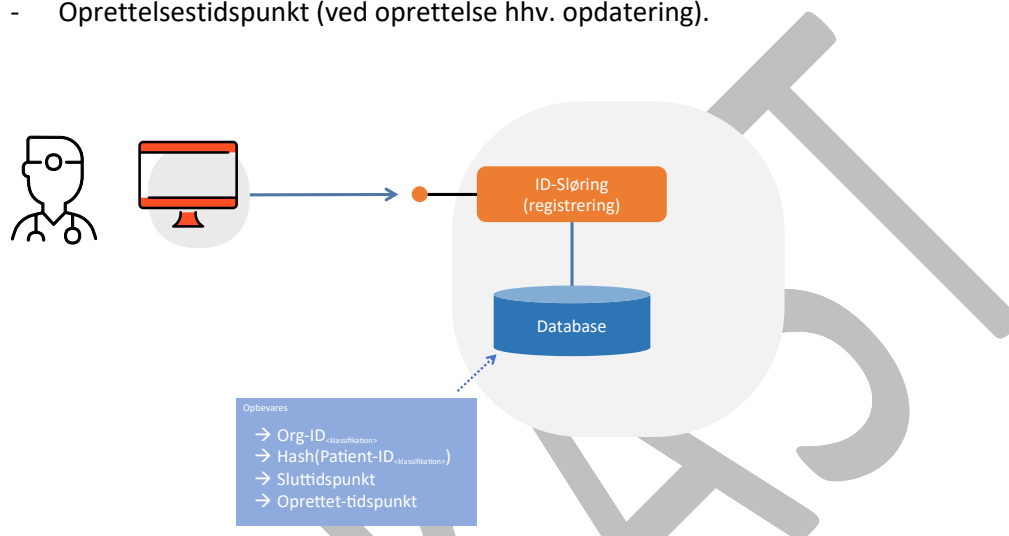 - Oprettelsestidspunkt (ved oprettelse hhv. opdatering).
ID-Sløring
(registrering)
Database
Opbevares
→ Org-ID<klassifikation>
→ Hash(Patient-ID<klassifikation>)
→ Sluttidspunkt
→ Oprettet-tidspunkt